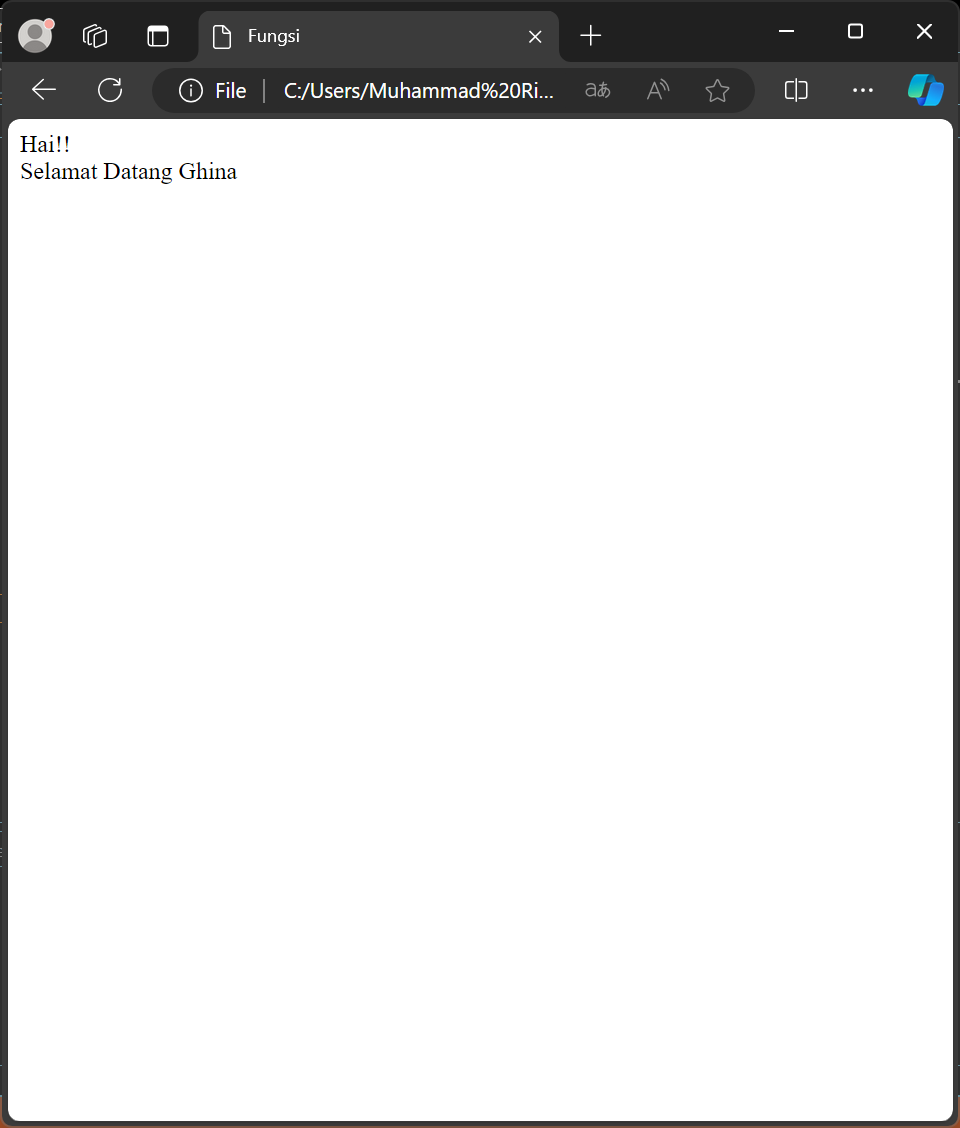 Fungsi
File
C:/Users/Muhammad%20Ri...
Hai!!
Selamat Datang Ghina